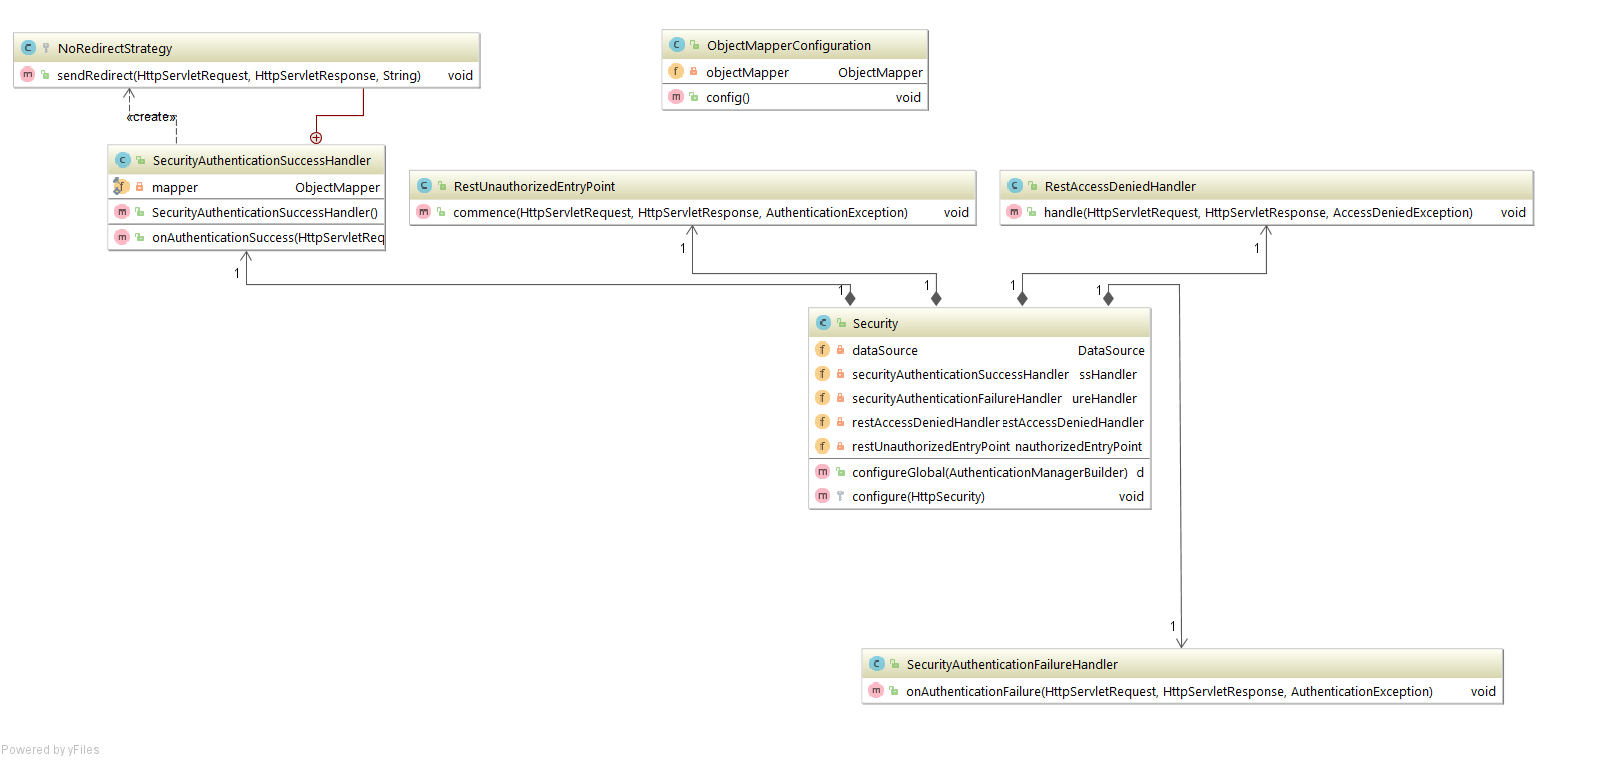 NoRedirectStrategy
sendRedirect(HttpServletRequest, HttpServletResponse, String) void
«create»
ObjectMapperConfiguration
objectMapper ObjectMapper
config() void
SecurityAuthenticationSuccessHandler
mapper ObjectMapper
SecurityAuthenticationSuccessHandler()
onAuthenticationSuccess(HttpServletReq
RestUnauthorizedEntryPoint
commence(HttpServletRequest, HttpServletResponse, AuthenticationException) void
RestAccessDeniedHandler
handle(HttpServletRequest, HttpServletResponse, AccessDeniedException) void
1 1 1
1 1 1 1
Security
dataSource DataSource
securityAuthenticationSuccessHandler ssHandler
securityAuthenticationFailureHandler ureHandler
restAccessDeniedHandler estAccessDeniedHandler
restUnauthorizedEntryPoint nauthorizedEntryPoint
configureGlobal(AuthenticationManagerBuilder) d
configure(HttpSecurity) void
1
SecurityAuthenticationFailureHandler
onAuthenticationFailure(HttpServletRequest, HttpServletResponse, AuthenticationException) void
Powered by yFiles